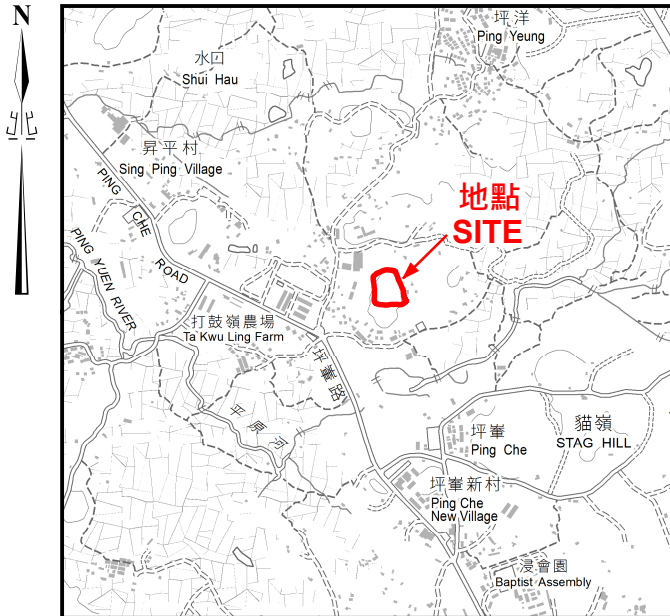 N
坪洋
Ping Yeung
水口
Shui Hau
昇平村
Sing Ping Village
地點
SITE
PING CHE ROAD
PING YUEN RIVER
打鼓嶺農場
Ta Kwu Ling Farm
坪輋路
平原河
坪輋
Ping Che
貓嶺
STAG HILL
坪輋新村
Ping Che
New Village
浸會園
Baptist Assembly